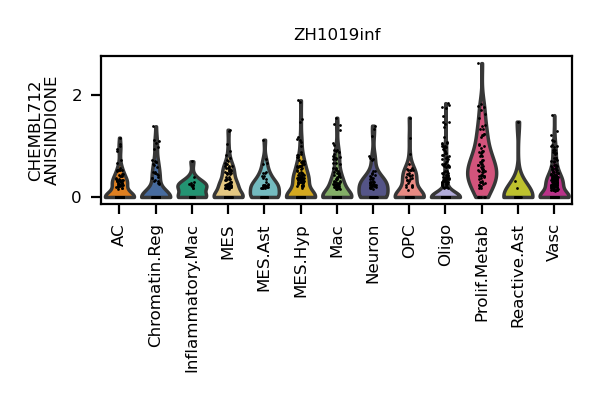 ZH1019inf
CHEMBL712
ANISINDIONE
2
0
AC
Chromatin.Reg
Inflammatory.Mac
MES
MES.Ast
MES.Hyp
Mac
Neuron
OPC
Oligo
Prolif.Metab
Reactive.Ast
Vasc